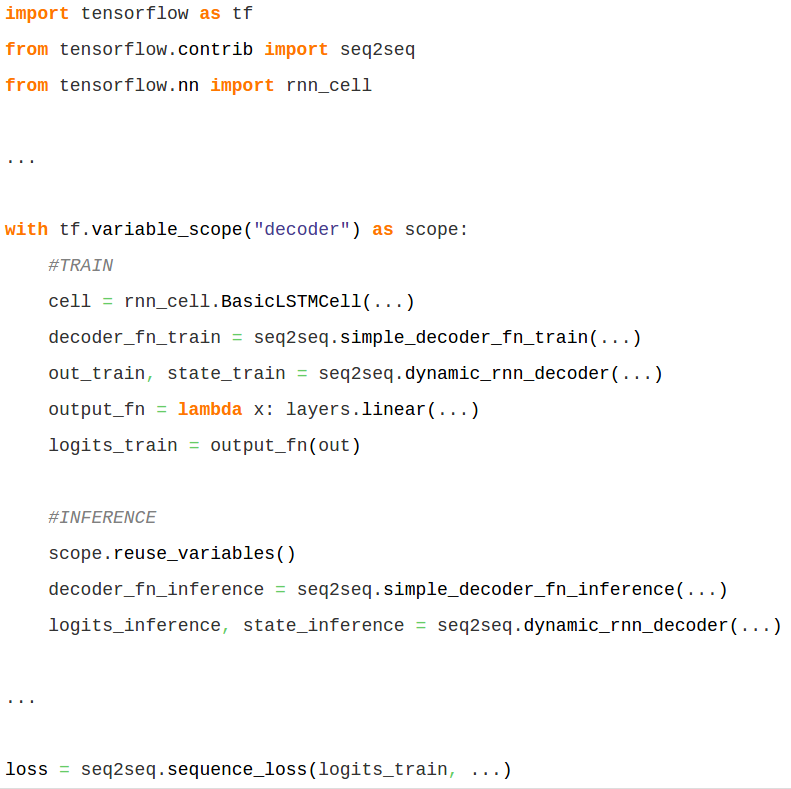 import tensorflow as tf
from tensorflow.contrib import seq2seq
from tensorflow.nn import rnn_cell
...
with tf.variable_scope("decoder") as scope:
#TRAIN
cell = rnn_cell.BasicLSTMCell(...)
decoder_fn_train = seq2seq.simple_decoder_fn_train(...)
out_train, state_train = seq2seq.dynamic_rnn_decoder(...)
output_fn = lambda x: layers.linear(...)
logits_train = output_fn(out)
#INFERENCE
scope.reuse_variables()
decoder_fn_inference = seq2seq.simple_decoder_fn_inference(...)
logits_inference, state_inference = seq2seq.dynamic_rnn_decoder(...)
...
loss = seq2seq.sequence_loss(logits_train, ...)